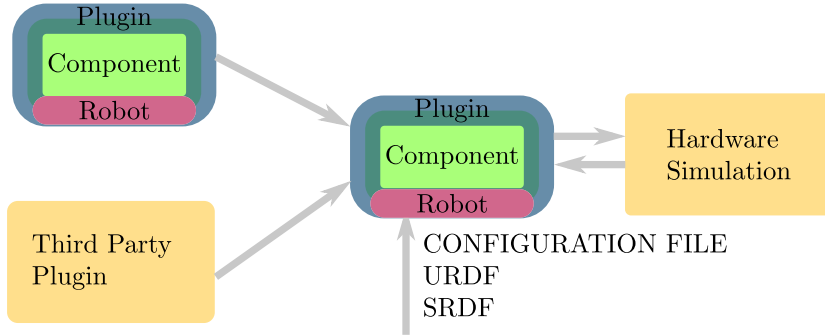 Plugin
Component
Robot
Plugin
Component
Robot
Hardware
Simulation
Third Party
Plugin
CONFIGURATION FILE
URDF
SRDF